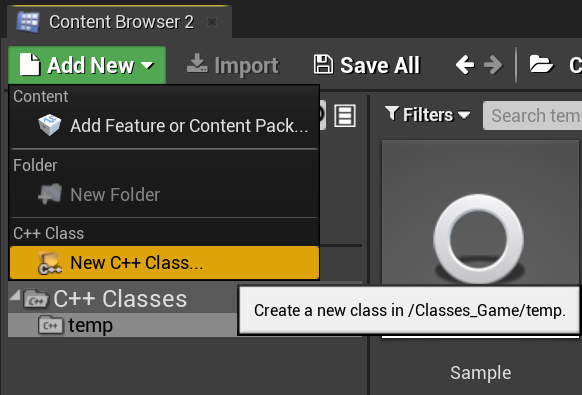 Content Browser 2
Add New
Import
Save All
C
Content
Add Feature or Content Pack...
Folder
New Folder
C++ Class
New C++ Class...
Filters
Search tem
C++ Classes
temp
Create a new class in /Classes_Game/temp.
Sample